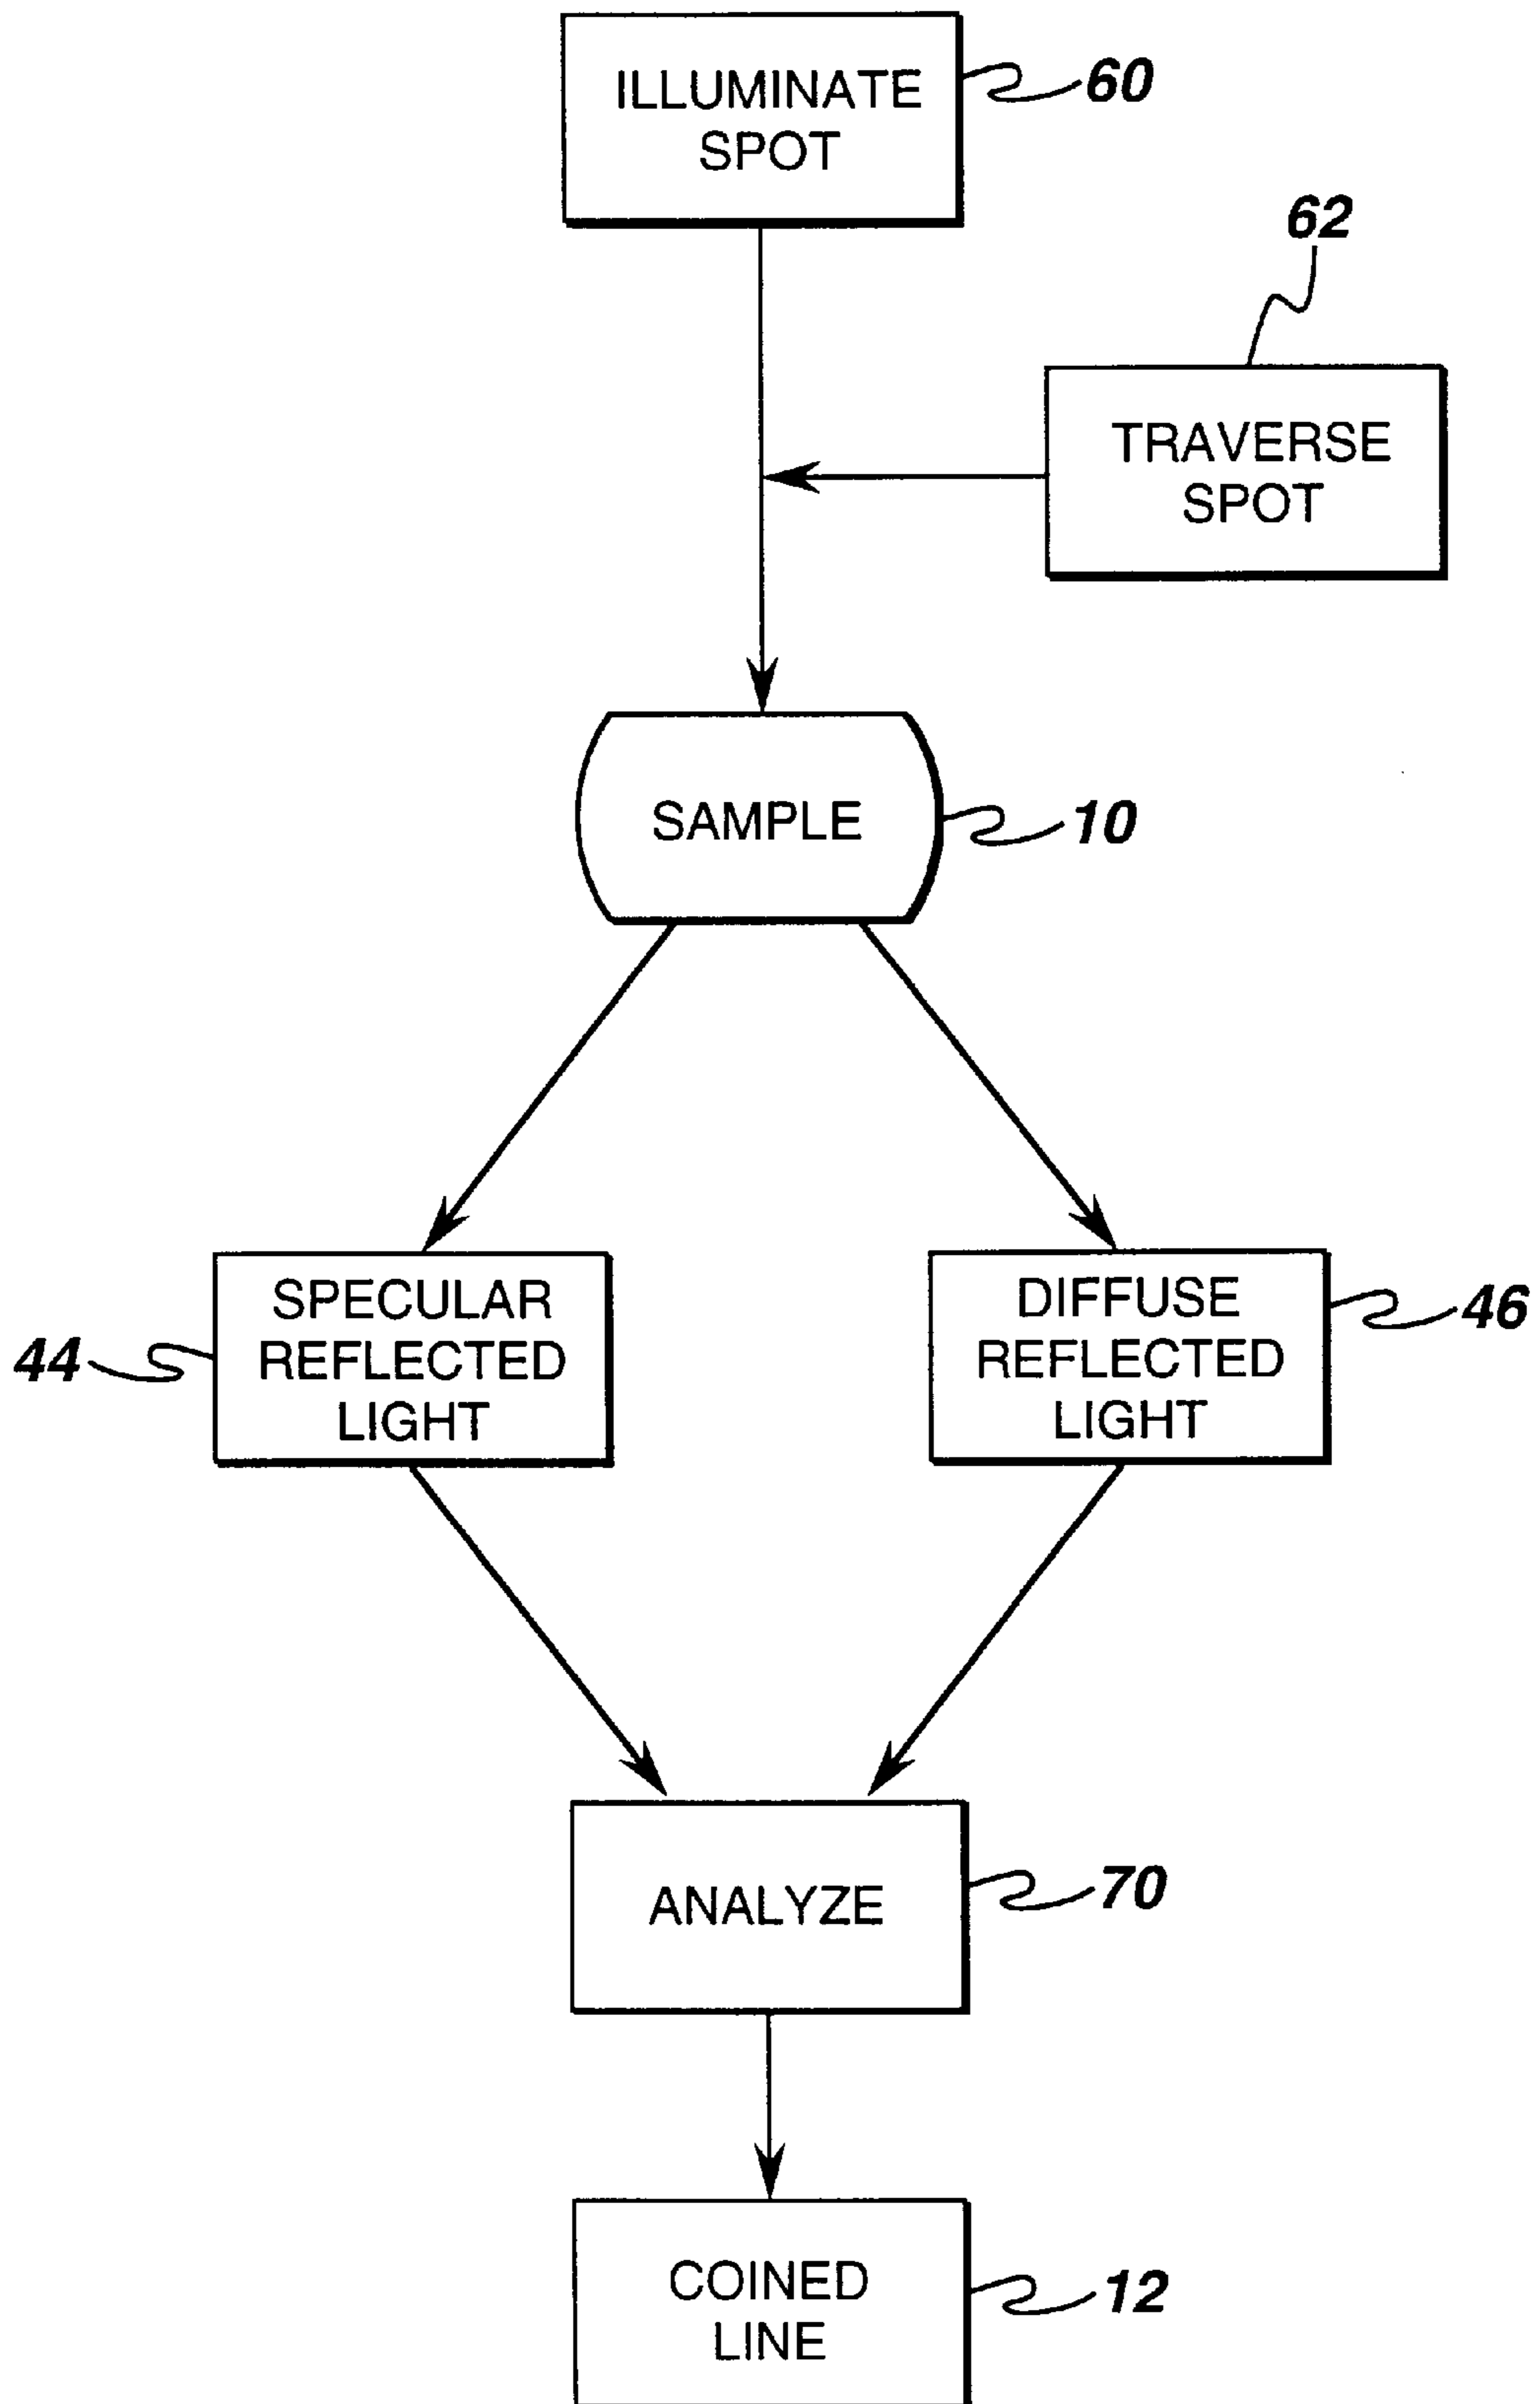 ILLUMINATE
SPOT
60
62
TRAVERSE
SPOT
SAMPLE
10
SPECULAR
REFLECTED
LIGHT
44
DIFFUSE
REFLECTED
LIGHT
46
ANALYZE
70
COINED
LINE
12